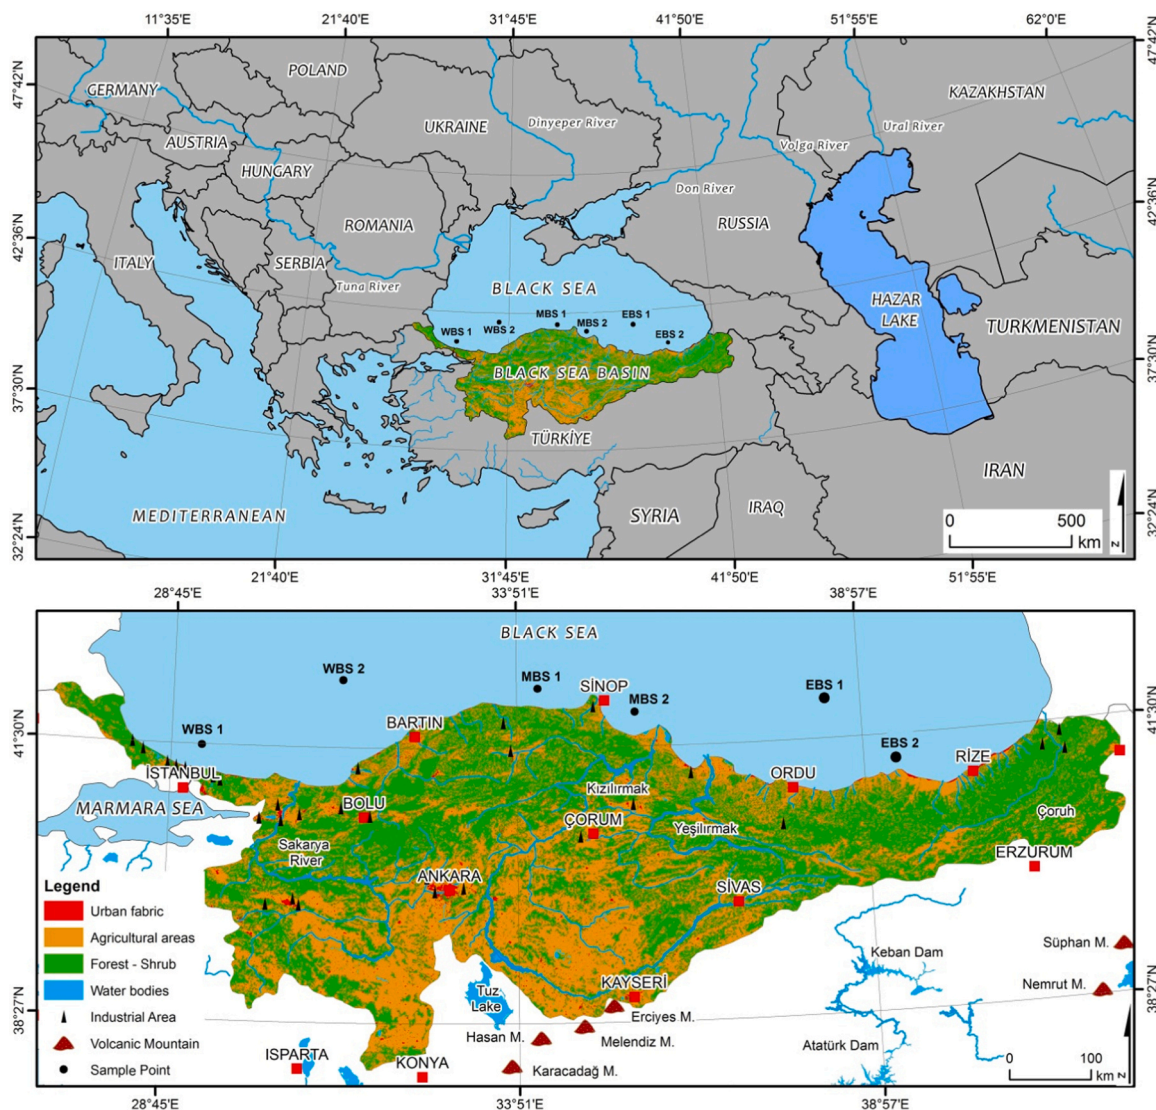 11°35'E
21°40'E
31°45'E
41°50'E
51°55'E
62°0'E
47°42'N
47°42'N
POLAND
GERMANY
KAZAKHSTAN
UKRAINE
Dinyeper River
Ural River
AUSTRIA
Volga River
HUNGARY
Don River
42°36'N
42°36'N
ROMANIA
RUSSIA
ITALY
SERBIA
Tuna River
BLACK SEA
HAZAR
LAKE
TURKMENISTAN
WBS 1
WBS 2
MBS 1
MBS 2
EBS 1
EBS 2
37°30'N
37°30'N
BLACK SEA BASIN
TÜRKİYE
IRAN
MEDITERRANEAN
SYRIA
IRAQ
32°24'N
32°24'N
0
500
km
N
21°40'E
31°45'E
41°50'E
51°55'E
28°45'E
33°51'E
38°57'E
BLACK SEA
WBS 2
MBS 1
SİNOP
MBS 2
EBS 1
41°30'N
41°30'N
WBS 1
BARTIN
EBS 2
RİZE
İSTANBUL
ORDU
MARMARA SEA
BOLU
Kızılırmak
ÇORUM
Yeşilırmak
Çoruh
Sakarya
River
ERZURUM
ANKARA
SİVAS
Legend
Urban fabric
Agricultural areas
Forest - Shrub
Water bodies
Industrial Area
Volcanic Mountain
Sample Point
Keban Dam
Süphan M.
KAYSERİ
Nemrut M.
38°27'N
38°27'N
Tuz
Lake
Erciyes M.
Hasan M.
Melendiz M.
Atatürk Dam
ISPARTA
KONYA
Karacadağ M.
0
100
km
N
28°45'E
33°51'E
38°57'E